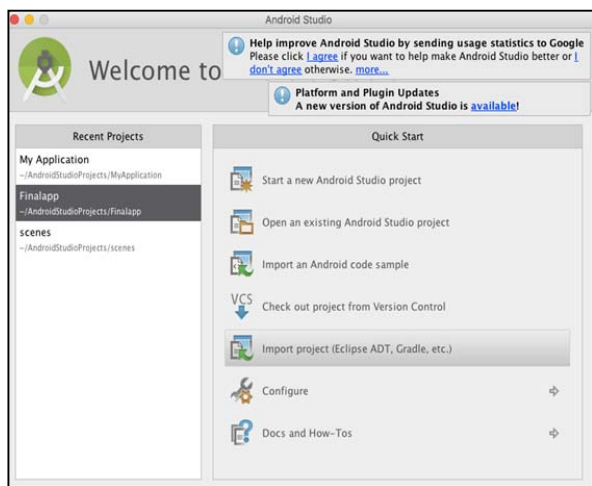 Android Studio
Help improve Android Studio by sending usage statistics to Google
Please click I agree if you want to help make Android Studio better or I
don't agree otherwise. more...
Welcome to
Platform and Plugin Updates
A new version of Android Studio is available!
Recent Projects
My Application
~/AndroidStudioProjects/MyApplication
Finalapp
~/AndroidStudioProjects/Finalapp
scenes
~/AndroidStudioProjects/scenes
Quick Start
Start a new Android Studio project
Open an existing Android Studio project
Import an Android code sample
VCS
Check out project from Version Control
Import project (Eclipse ADT, Gradle, etc.)
Configure
Docs and How-Tos